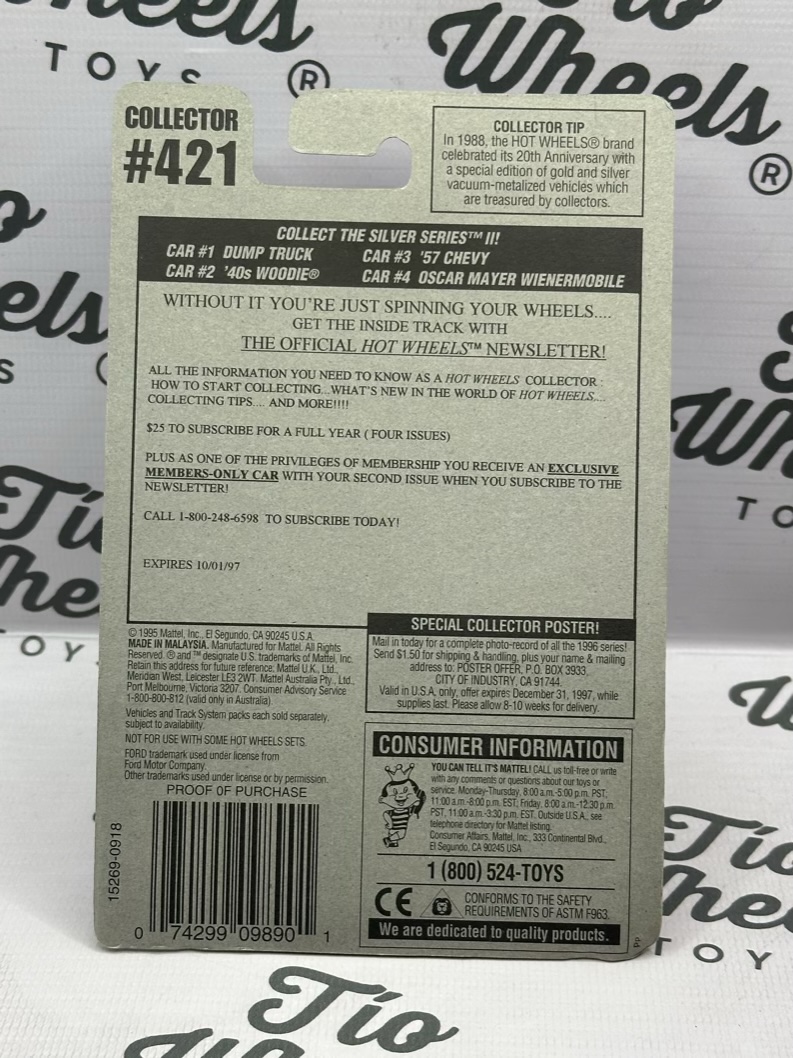 eels
TOYS ®
Tio
Wheels
®
COLLECTOR
#421
COLLECTOR TIP
In 1988, the HOT WHEELS® brand
celebrated its 20th Anniversary with
a special edition of gold and silver
vacuum-metalized vehicles which
are treasured by collectors.
COLLECT THE SILVER SERIES™ II!
CAR #1 DUMP TRUCK CAR #3 '57 CHEVY
CAR #2 '40s WOODIE® CAR #4 OSCAR MAYER WIENERMOBILE
WITHOUT IT YOU'RE JUST SPINNING YOUR WHEELS....
GET THE INSIDE TRACK WITH
THE OFFICIAL HOT WHEELS™ NEWSLETTER!
ALL THE INFORMATION YOU NEED TO KNOW AS A HOT WHEELS COLLECTOR :
HOW TO START COLLECTING...WHAT'S NEW IN THE WORLD OF HOT WHEELS....
COLLECTING TIPS.... AND MORE!!!!
$25 TO SUBSCRIBE FOR A FULL YEAR ( FOUR ISSUES)
PLUS AS ONE OF THE PRIVILEGES OF MEMBERSHIP YOU RECEIVE AN EXCLUSIVE
MEMBERS-ONLY CAR WITH YOUR SECOND ISSUE WHEN YOU SUBSCRIBE TO THE
NEWSLETTER!
CALL 1-800-248-6598 TO SUBSCRIBE TODAY!
EXPIRES 10/01/97
© 1995 Mattel, Inc., El Segundo, CA 90245 U.S.A.
MADE IN MALAYSIA. Manufactured for Mattel. All Rights
Reserved. ® and ™ designate U.S. trademarks of Mattel, Inc.
Retain this address for future reference: Mattel U.K., Ltd.,
Meridian West, Leicester LE3 2WT. Mattel Australia Pty., Ltd.,
Port Melbourne, Victoria 3207. Consumer Advisory Service
1-800-800-812 (valid only in Australia).
Vehicles and Track System packs each sold separately,
subject to availability.
NOT FOR USE WITH SOME HOT WHEELS SETS.
FORD trademark used under license from
Ford Motor Company.
Other trademarks used under license or by permission.
PROOF OF PURCHASE
15269-0918
0 74299 09890 1
SPECIAL COLLECTOR POSTER!
Mail in today for a complete photo-record of all the 1996 series!
Send $1.50 for shipping & handling, plus your name & mailing
address to: POSTER OFFER, P.O. BOX 3933,
CITY OF INDUSTRY, CA 91744.
Valid in U.S.A. only, offer expires December 31, 1997, while
supplies last. Please allow 8-10 weeks for delivery.
CONSUMER INFORMATION
YOU CAN TELL IT'S MATTEL! CALL us toll-free or write
with any comments or questions about our toys or
service. Monday-Thursday, 8:00 a.m.-5:00 p.m. PST,
11:00 a.m.-8:00 p.m. EST; Friday, 8:00 a.m.-12:30 p.m.
PST, 11:00 a.m.-3:30 p.m. EST. Outside U.S.A., see
telephone directory for Mattel listing.
Consumer Affairs, Mattel, Inc., 333 Continental Blvd.,
El Segundo, CA 90245 USA
1 (800) 524-TOYS
CE
CONFORMS TO THE SAFETY
REQUIREMENTS OF ASTM F963.
We are dedicated to quality products.
PP
Tio
TOY
Tio